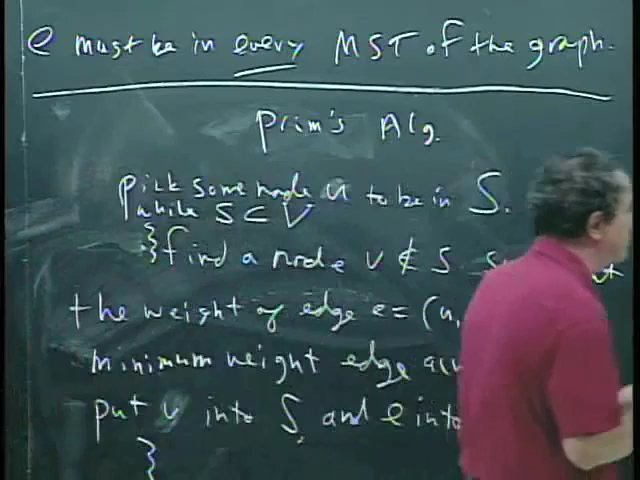 e must be in every MST of the graph.
Prim's Alg.
pick some node u to be in S.
while S ⊂ V
{ find a node v ∉ S
the weight of edge e = (u,
minimum weight edge
put v into S and e into
}